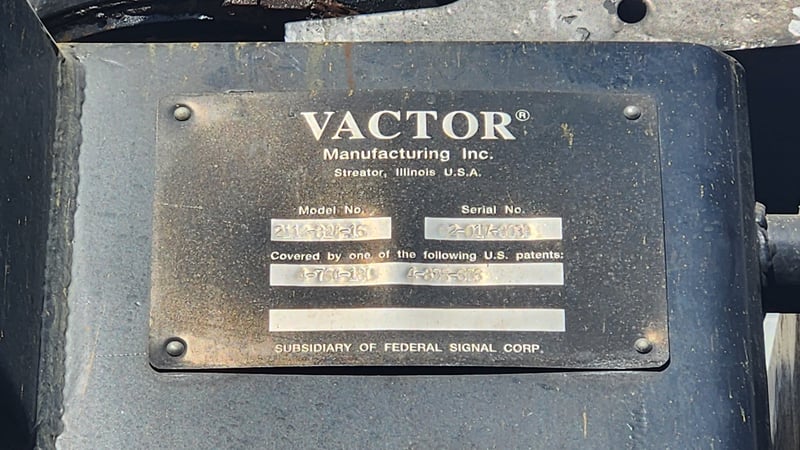 VACTOR®
Manufacturing Inc.
Streator, Illinois U.S.A.
Model No. Serial No.
Covered by one of the following U.S. patents:
SUBSIDIARY OF FEDERAL SIGNAL CORP.